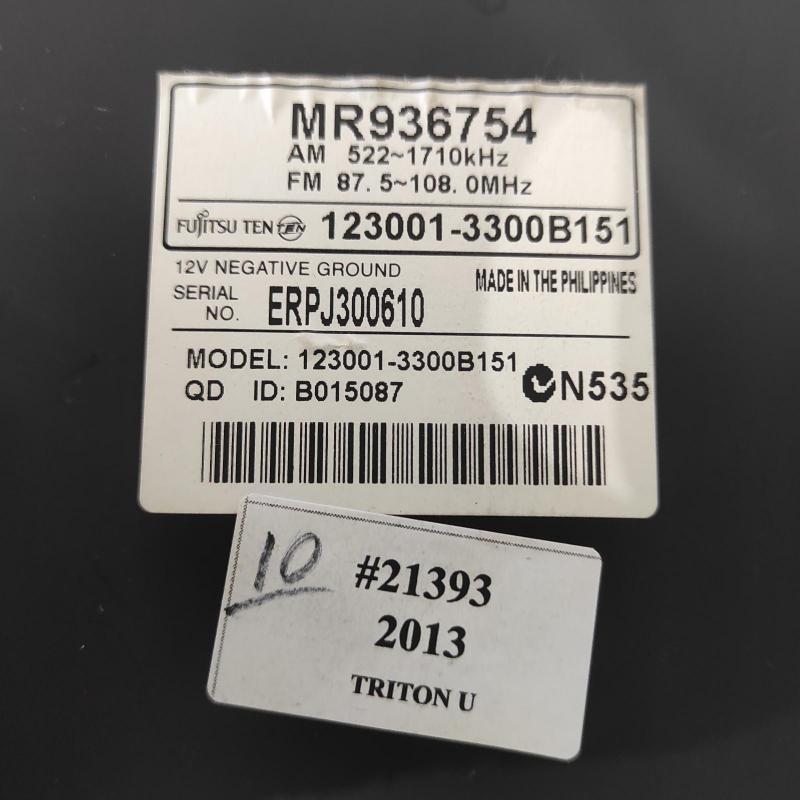 MR936754
AM 522~1710kHz
FM 87.5~108.0MHz
FUJITSU TEN TEN 123001-3300B151
12V NEGATIVE GROUND
MADE IN THE PHILIPPINES
SERIAL NO. ERPJ300610
MODEL: 123001-3300B151
QD ID: B015087
N535
10
#21393
2013
TRITON U